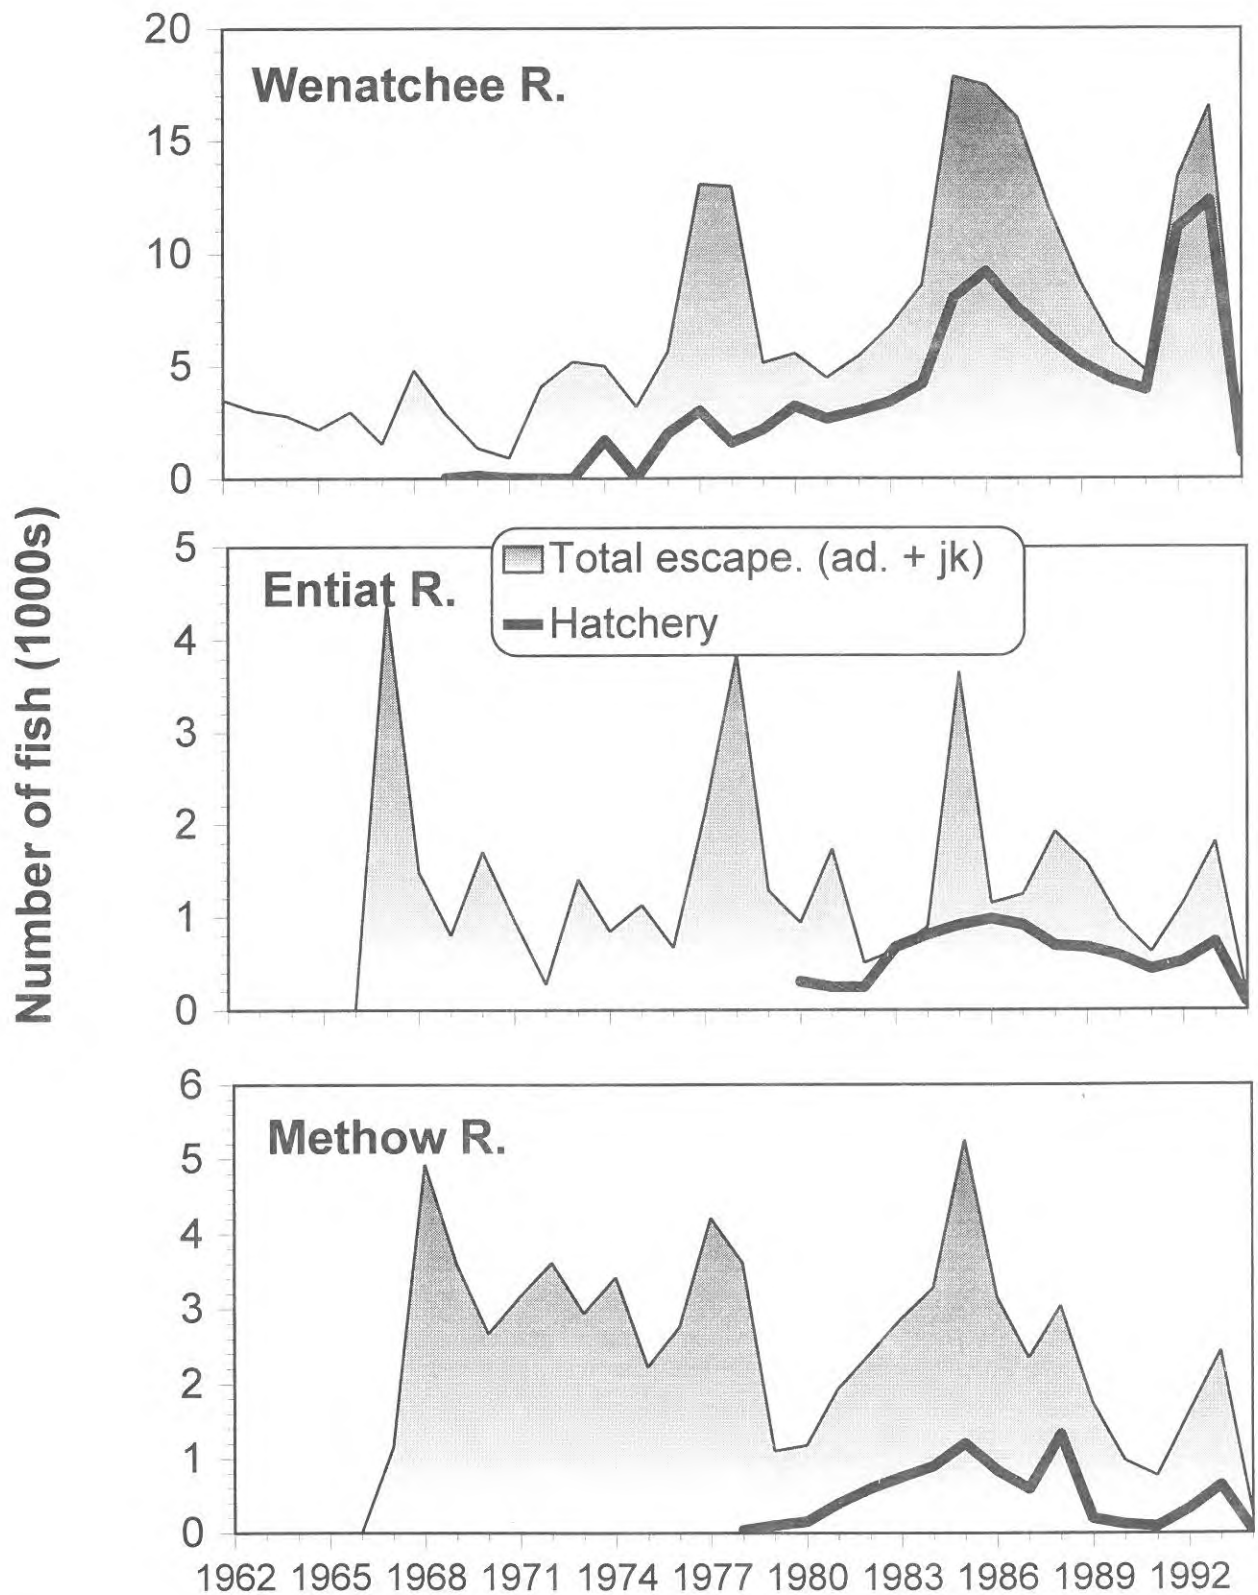 Number of fish (1000s)
20
Wenatchee R.
15
10
5
0
5
Entiat R.
Total escape. (ad. + jk)
Hatchery
4
3
2
1
0
6
Methow R.
5
4
3
2
1
0
1962 1965 1968 1971 1974 1977 1980 1983 1986 1989 1992